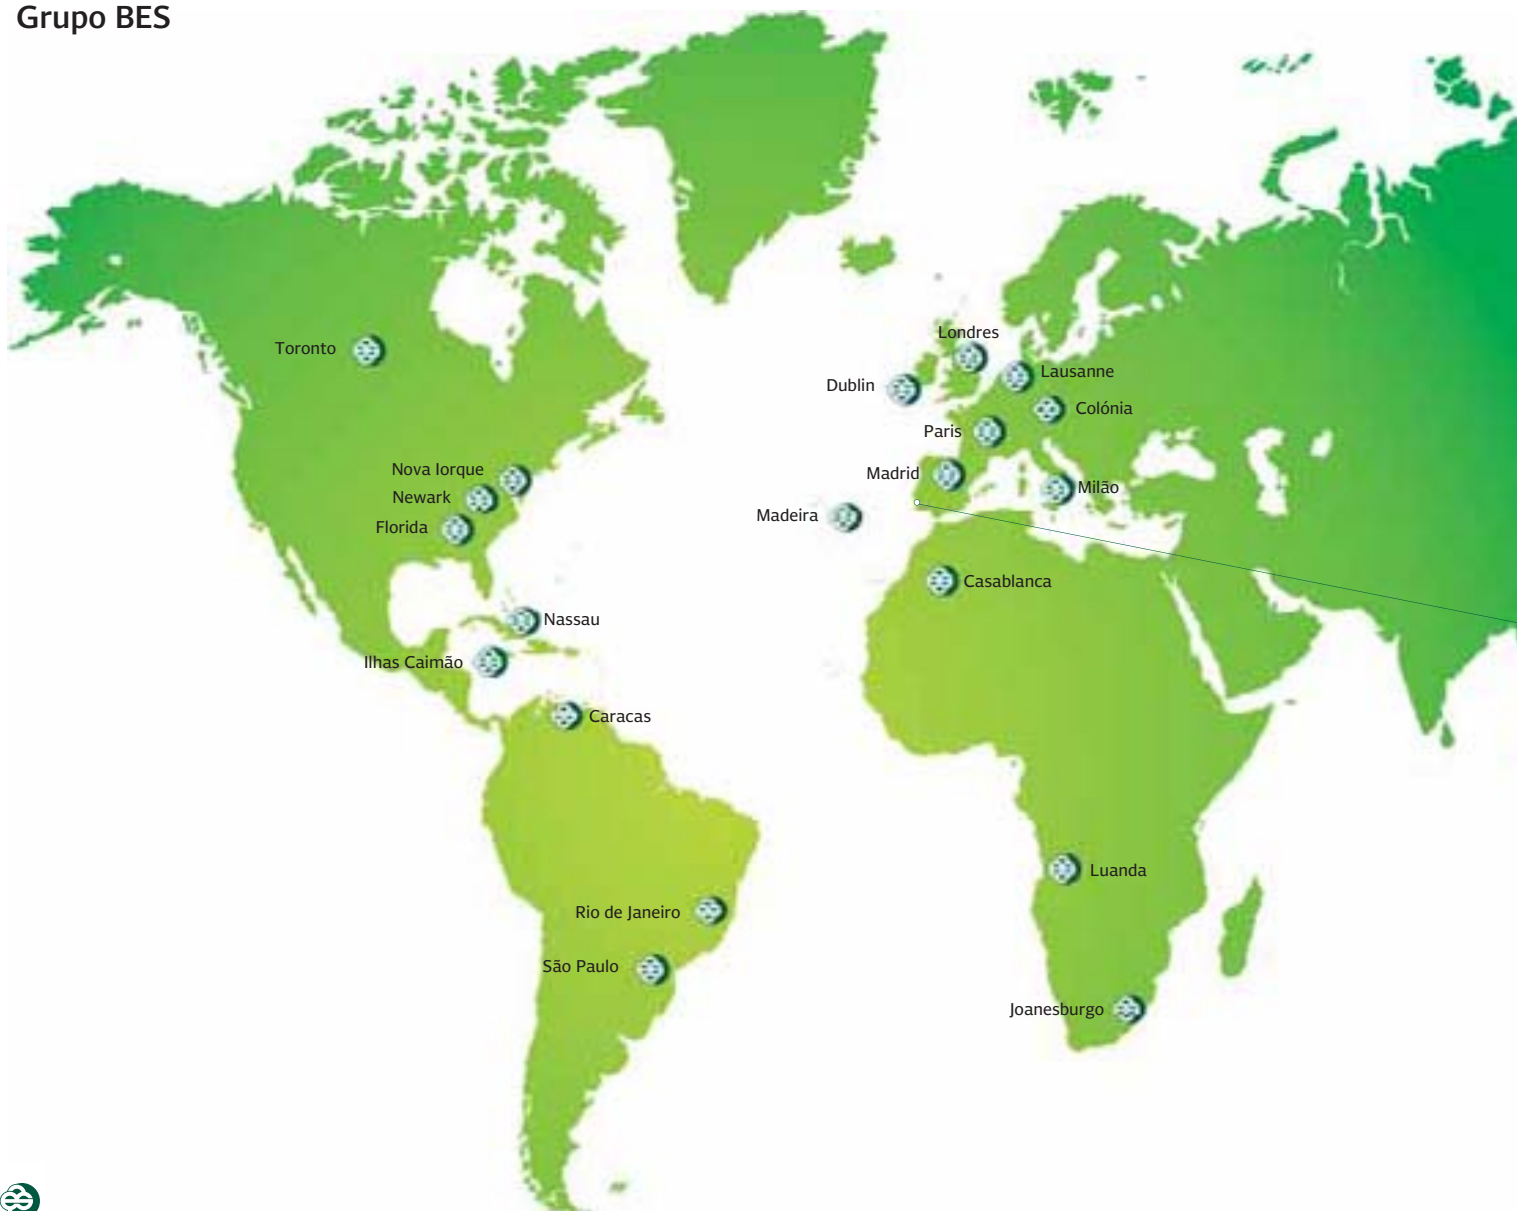 Grupo BES
Londres
Toronto
Lausanne
Dublin
Colónia
Paris
Nova Iorque
Madrid
Milão
Newark
Madeira
Florida
Casablanca
Nassau
Ilhas Caimão
Caracas
Luanda
Rio de Janeiro
São Paulo
Joanesburgo